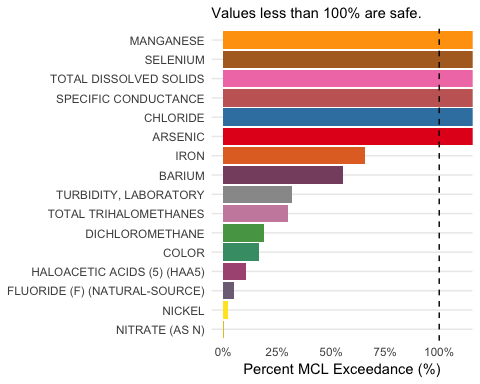 Values less than 100% are safe.
MANGANESE
SELENIUM
TOTAL DISSOLVED SOLIDS
SPECIFIC CONDUCTANCE
CHLORIDE
ARSENIC
IRON
BARIUM
TURBIDITY, LABORATORY
TOTAL TRIHALOMETHANES
DICHLOROMETHANE
COLOR
HALOACETIC ACIDS (5) (HAA5)
FLUORIDE (F) (NATURAL-SOURCE)
NICKEL
NITRATE (AS N)
0% 25% 50% 75% 100%
Percent MCL Exceedance (%)